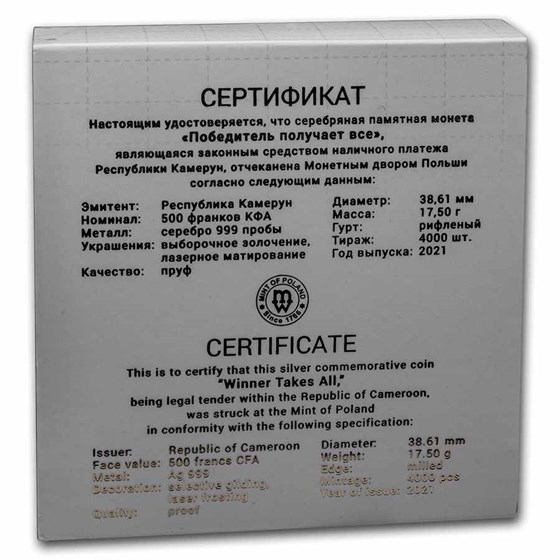 СЕРТИФИКАТ
Настоящим удостоверяется, что серебряная памятная монета
«Победитель получает все»,
являющаяся законным средством наличного платежа
Республики Камерун, отчеканена Монетным двором Польши
согласно следующим данным:
Эмитент: Республика Камерун Диаметр: 38,61 мм
Номинал: 500 франков КФА Масса: 17,50 г
Металл: серебро 999 пробы Гурт: рифленый
Украшения: выборочное золочение, Тираж: 4000 шт.
лазерное матирование Год выпуска: 2021
Качество: пруф
MINT OF POLAND
MW
Since 1766
CERTIFICATE
This is to certify that this silver commemorative coin
"Winner Takes All,"
being legal tender within the Republic of Cameroon,
was struck at the Mint of Poland
in conformity with the following specification:
Issuer: Republic of Cameroon Diameter: 38.61 mm
Face value: 500 francs CFA Weight: 17.50 g
Metal: Ag 999 Edge: milled
Decoration: selective gilding, Mintage: 4000 pcs
laser frosting Year of issue: 2021
Quality: proof